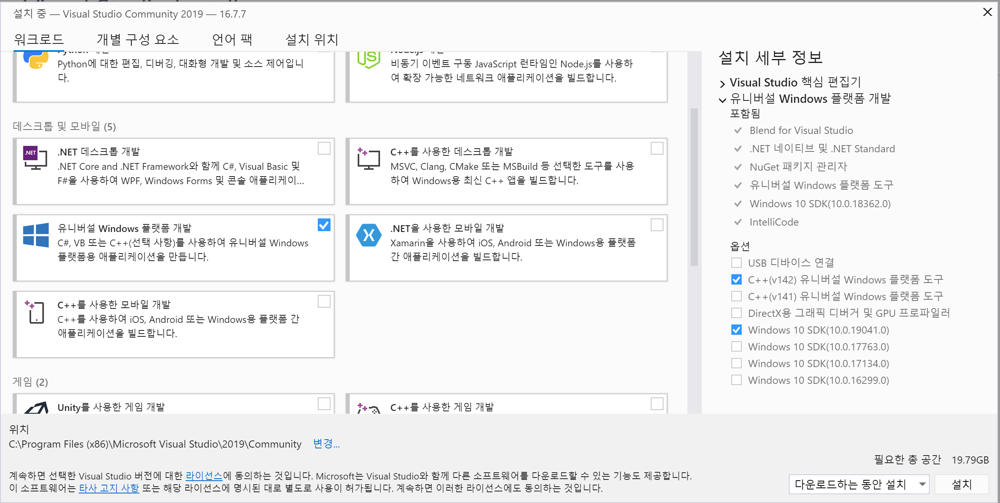 설치 중 — Visual Studio Community 2019 — 16.7.7
워크로드
개별 구성 요소
언어 팩
설치 위치
Python에 대한 편집, 디버깅, 대화형 개발 및 소스 제어입니
다.
비동기 이벤트 구동 JavaScript 런타임인 Node.js를 사용하
여 확장 가능한 네트워크 애플리케이션을 빌드합니다.
데스크톱 및 모바일 (5)
.NET
.NET 데스크톱 개발
.NET Core and .NET Framework와 함께 C#, Visual Basic 및
F#을 사용하여 WPF, Windows Forms 및 콘솔 애플리케이...
C++를 사용한 데스크톱 개발
MSVC, Clang, CMake 또는 MSBuild 등 선택한 도구를 사용
하여 Windows용 최신 C++ 앱을 빌드합니다.
유니버설 Windows 플랫폼 개발
C#, VB 또는 C++(선택 사항)를 사용하여 유니버설 Windows
플랫폼용 애플리케이션을 만듭니다.
.NET을 사용한 모바일 개발
Xamarin을 사용하여 iOS, Android 또는 Windows용 플랫폼
간 애플리케이션을 빌드합니다.
C++를 사용한 모바일 개발
C++를 사용하여 iOS, Android 또는 Windows용 플랫폼 간
애플리케이션을 빌드합니다.
게임 (2)
Unity를 사용한 게임 개발
C++를 사용한 게임 개발
설치 세부 정보
Visual Studio 핵심 편집기
유니버설 Windows 플랫폼 개발
포함됨
Blend for Visual Studio
.NET 네이티브 및 .NET Standard
NuGet 패키지 관리자
유니버설 Windows 플랫폼 도구
Windows 10 SDK(10.0.18362.0)
IntelliCode
옵션
USB 디바이스 연결
C++(v142) 유니버설 Windows 플랫폼 도구
C++(v141) 유니버설 Windows 플랫폼 도구
DirectX용 그래픽 디버거 및 GPU 프로파일러
Windows 10 SDK(10.0.19041.0)
Windows 10 SDK(10.0.17763.0)
Windows 10 SDK(10.0.17134.0)
Windows 10 SDK(10.0.16299.0)
위치
C:\Program Files (x86)\Microsoft Visual Studio\2019\Community 변경...
필요한 총 공간 19.79GB
계속하면 선택한 Visual Studio 버전에 대한 라이선스에 동의하는 것입니다. Microsoft는 Visual Studio와 함께 다른 소프트웨어를 다운로드할 수 있는 기능도 제공합니다.
이 소프트웨어는 타사 고지 사항 또는 해당 라이선스에 명시된 대로 별도로 사용이 허가됩니다. 계속하면 이러한 라이선스에도 동의하는 것입니다.
다운로드하는 동안 설치
설치